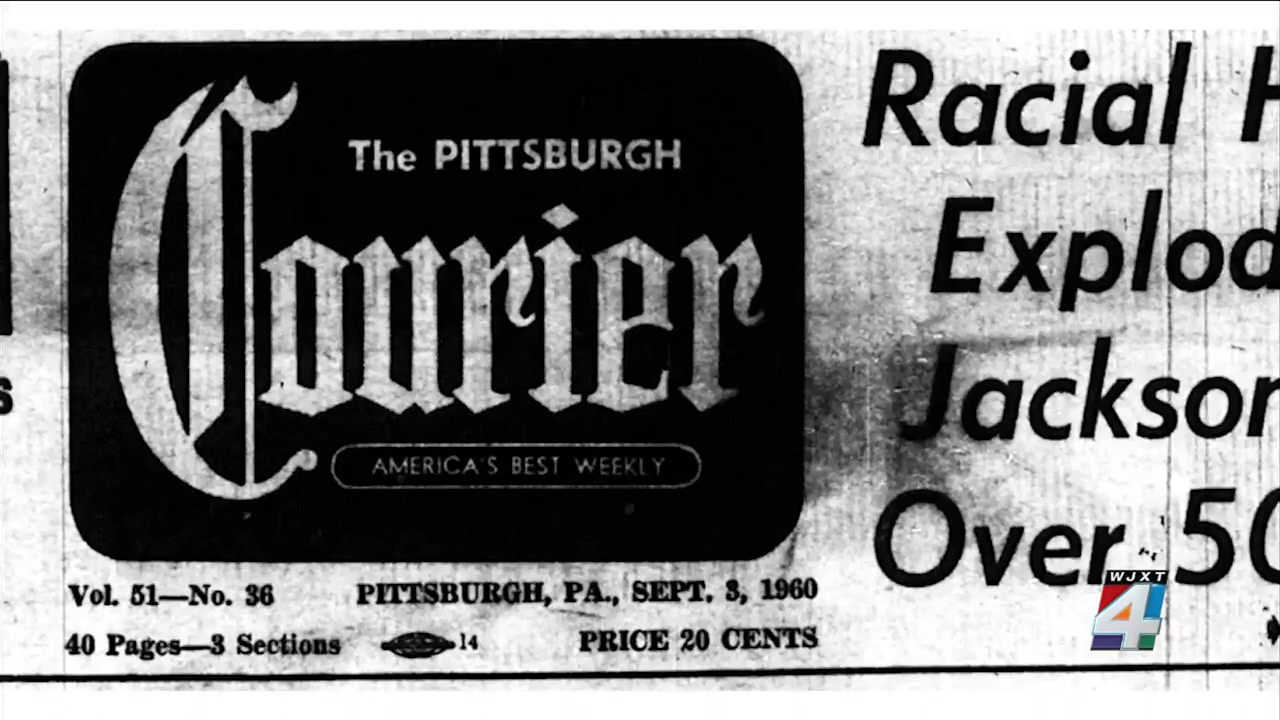 The PITTSBURGH
Courier
AMERICA'S BEST WEEKLY
Vol. 51—No. 36 PITTSBURGH, PA., SEPT. 3, 1960
40 Pages—3 Sections 14 PRICE 20 CENTS
Racial H
Explod
Jackson
Over 50
s
WJXT
4